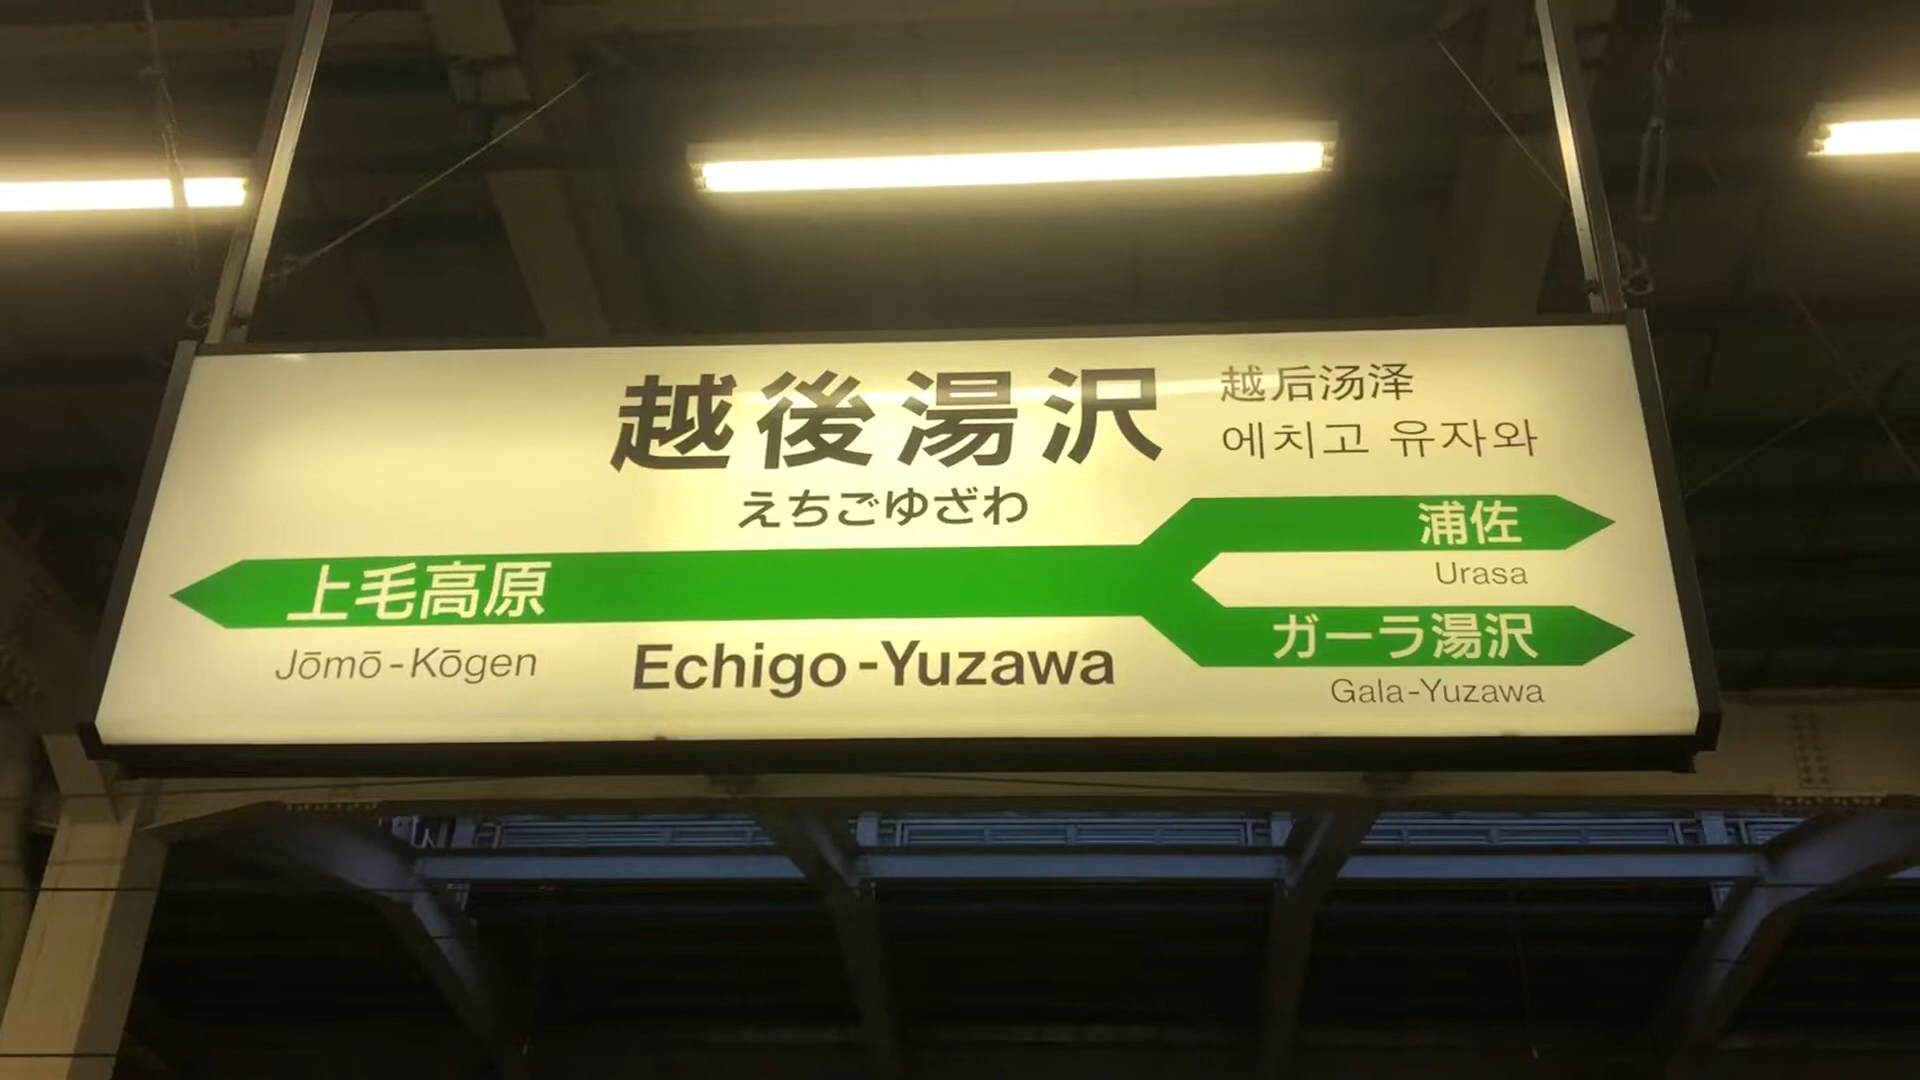 越後湯沢
越后汤泽
에치고 유자와
えちごゆざわ
浦佐
Urasa
上毛高原
Jōmō-Kōgen
Echigo-Yuzawa
ガーラ湯沢
Gala-Yuzawa